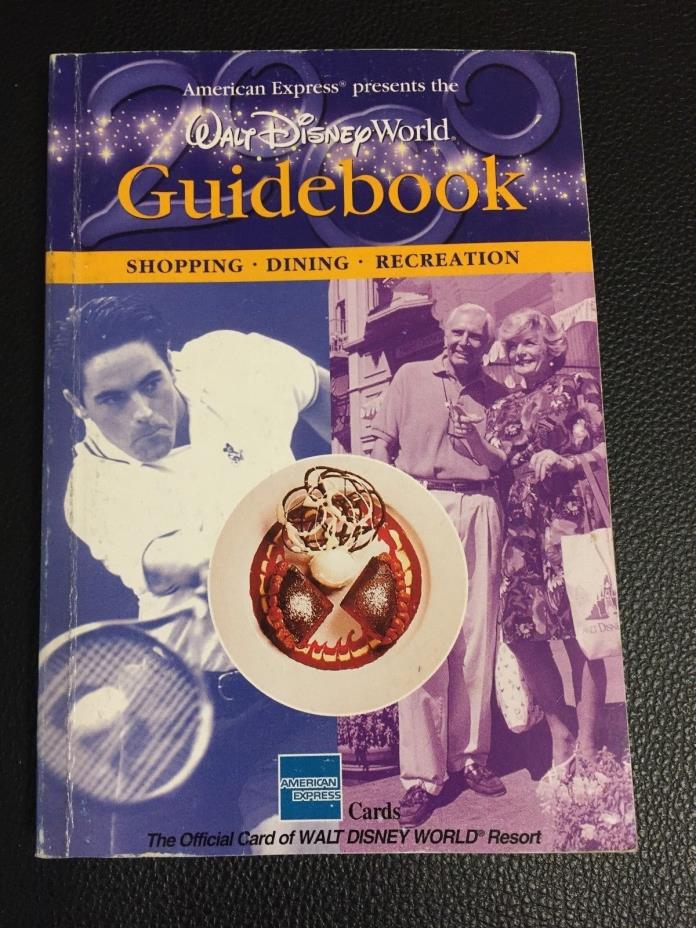 2000
American Express® presents the
Walt Disney World®
Guidebook
SHOPPING · DINING · RECREATION
AMERICAN
EXPRESS
Cards
The Official Card of WALT DISNEY WORLD® Resort